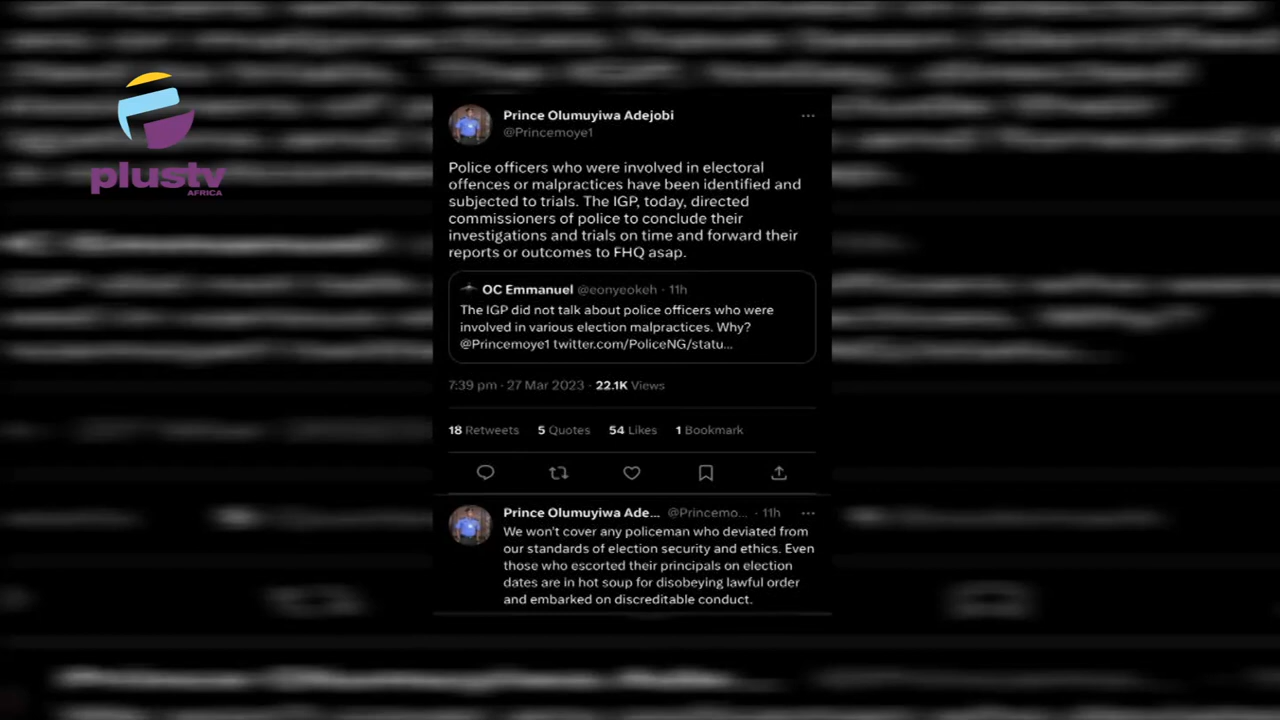 plustv
AFRICA
Prince Olumuyiwa Adejobi
@Princemoye1
Police officers who were involved in electoral
offences or malpractices have been identified and
subjected to trials. The IGP, today, directed
commissioners of police to conclude their
investigations and trials on time and forward their
reports or outcomes to FHQ asap.
OC Emmanuel @eonyeokeh · 11h
The IGP did not talk about police officers who were
involved in various election malpractices. Why?
@Princemoye1 twitter.com/PoliceNG/statu...
7:39 pm · 27 Mar 2023 · 22.1K Views
18 Retweets 5 Quotes 54 Likes 1 Bookmark
Prince Olumuyiwa Ade... @Princemo... · 11h
We won't cover any policeman who deviated from
our standards of election security and ethics. Even
those who escorted their principals on election
dates are in hot soup for disobeying lawful order
and embarked on discreditable conduct.